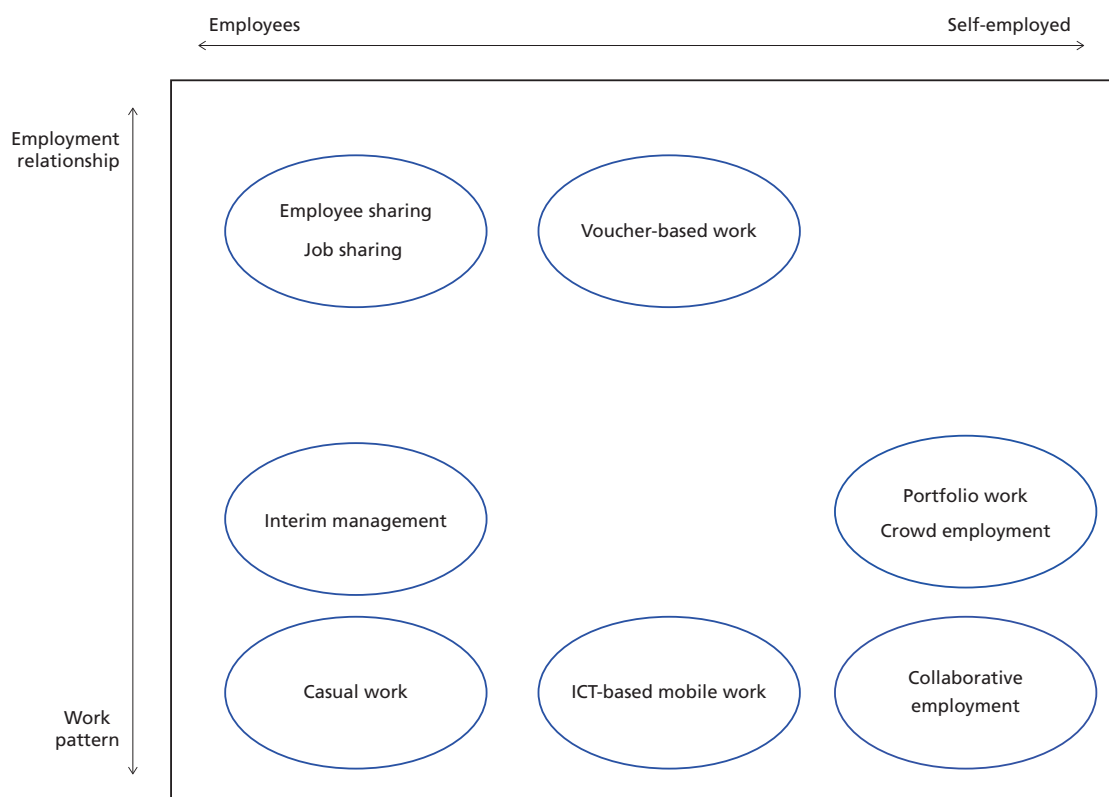 Employees
Self-employed
Employment
relationship
Employee sharing
Job sharing
Voucher-based work
Interim management
Portfolio work
Crowd employment
Casual work
ICT-based mobile work
Collaborative
employment
Work
pattern